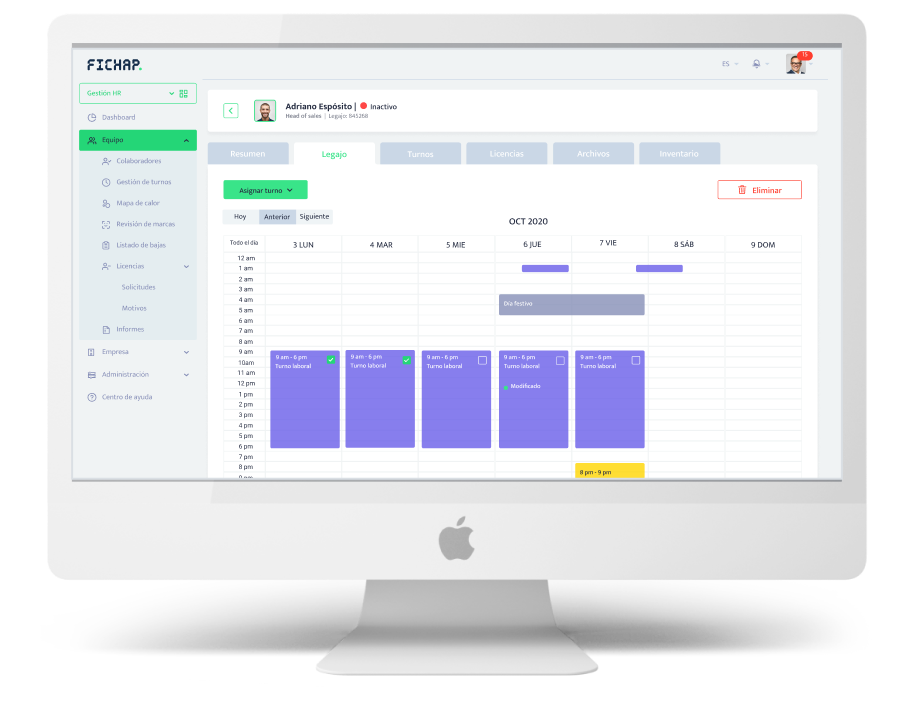 FICHAP.
ES
15
Gestión HR
Dashboard
Equipo
Colaboradores
Gestión de turnos
Mapa de calor
Revisión de marcas
Listado de bajas
Licencias
Solicitudes
Motivos
Informes
Empresa
Administración
Centro de ayuda
Adriano Espósito | Inactivo
Head of sales | Legajo: 845268
Resumen Legajo Turnos Licencias Archivos Inventario
Asignar turno
Eliminar
Hoy Anterior Siguiente
OCT 2020
Todo el dia 3 LUN 4 MAR 5 MIE 6 JUE 7 VIE 8 SÁB 9 DOM
12 am
1 am
2 am
3 am
4 am
5 am
6 am
7 am
8 am
9 am
10am
11 am
12 pm
1 pm
2 pm
3 pm
4 pm
5 pm
6 pm
7 pm
8 pm
9 pm
Día festivo
9 am - 6 pm
Turno laboral
9 am - 6 pm
Turno laboral
9 am - 6 pm
Turno laboral
9 am - 6 pm
Turno laboral
Modificado
9 am - 6 pm
Turno laboral
8 pm - 9 pm